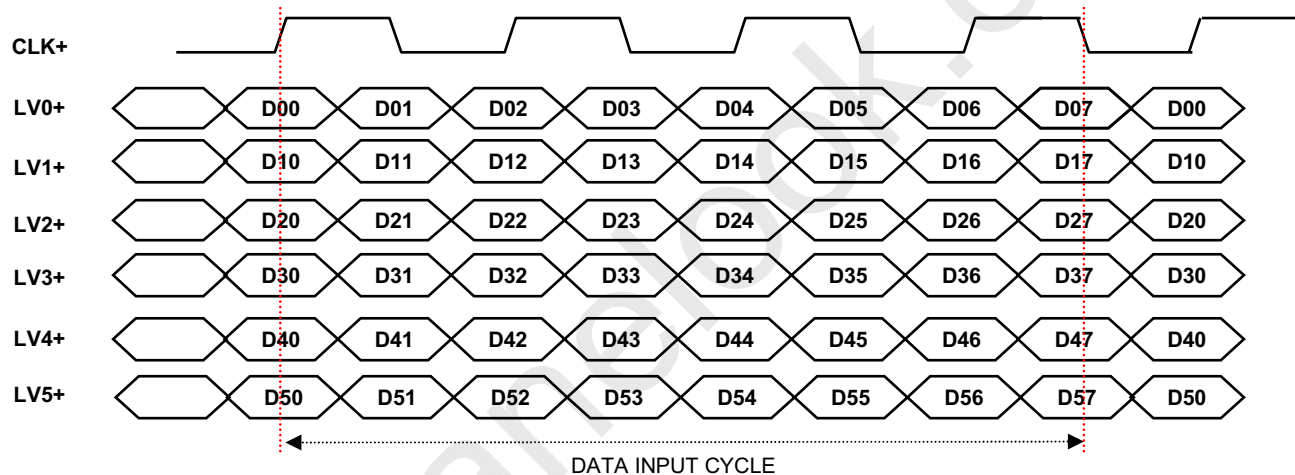 CLK+
LV0+ D00 D01 D02 D03 D04 D05 D06 D07 D00
LV1+ D10 D11 D12 D13 D14 D15 D16 D17 D10
LV2+ D20 D21 D22 D23 D24 D25 D26 D27 D20
LV3+ D30 D31 D32 D33 D34 D35 D36 D37 D30
LV4+ D40 D41 D42 D43 D44 D45 D46 D47 D40
LV5+ D50 D51 D52 D53 D54 D55 D56 D57 D50
DATA INPUT CYCLE
anelook.c